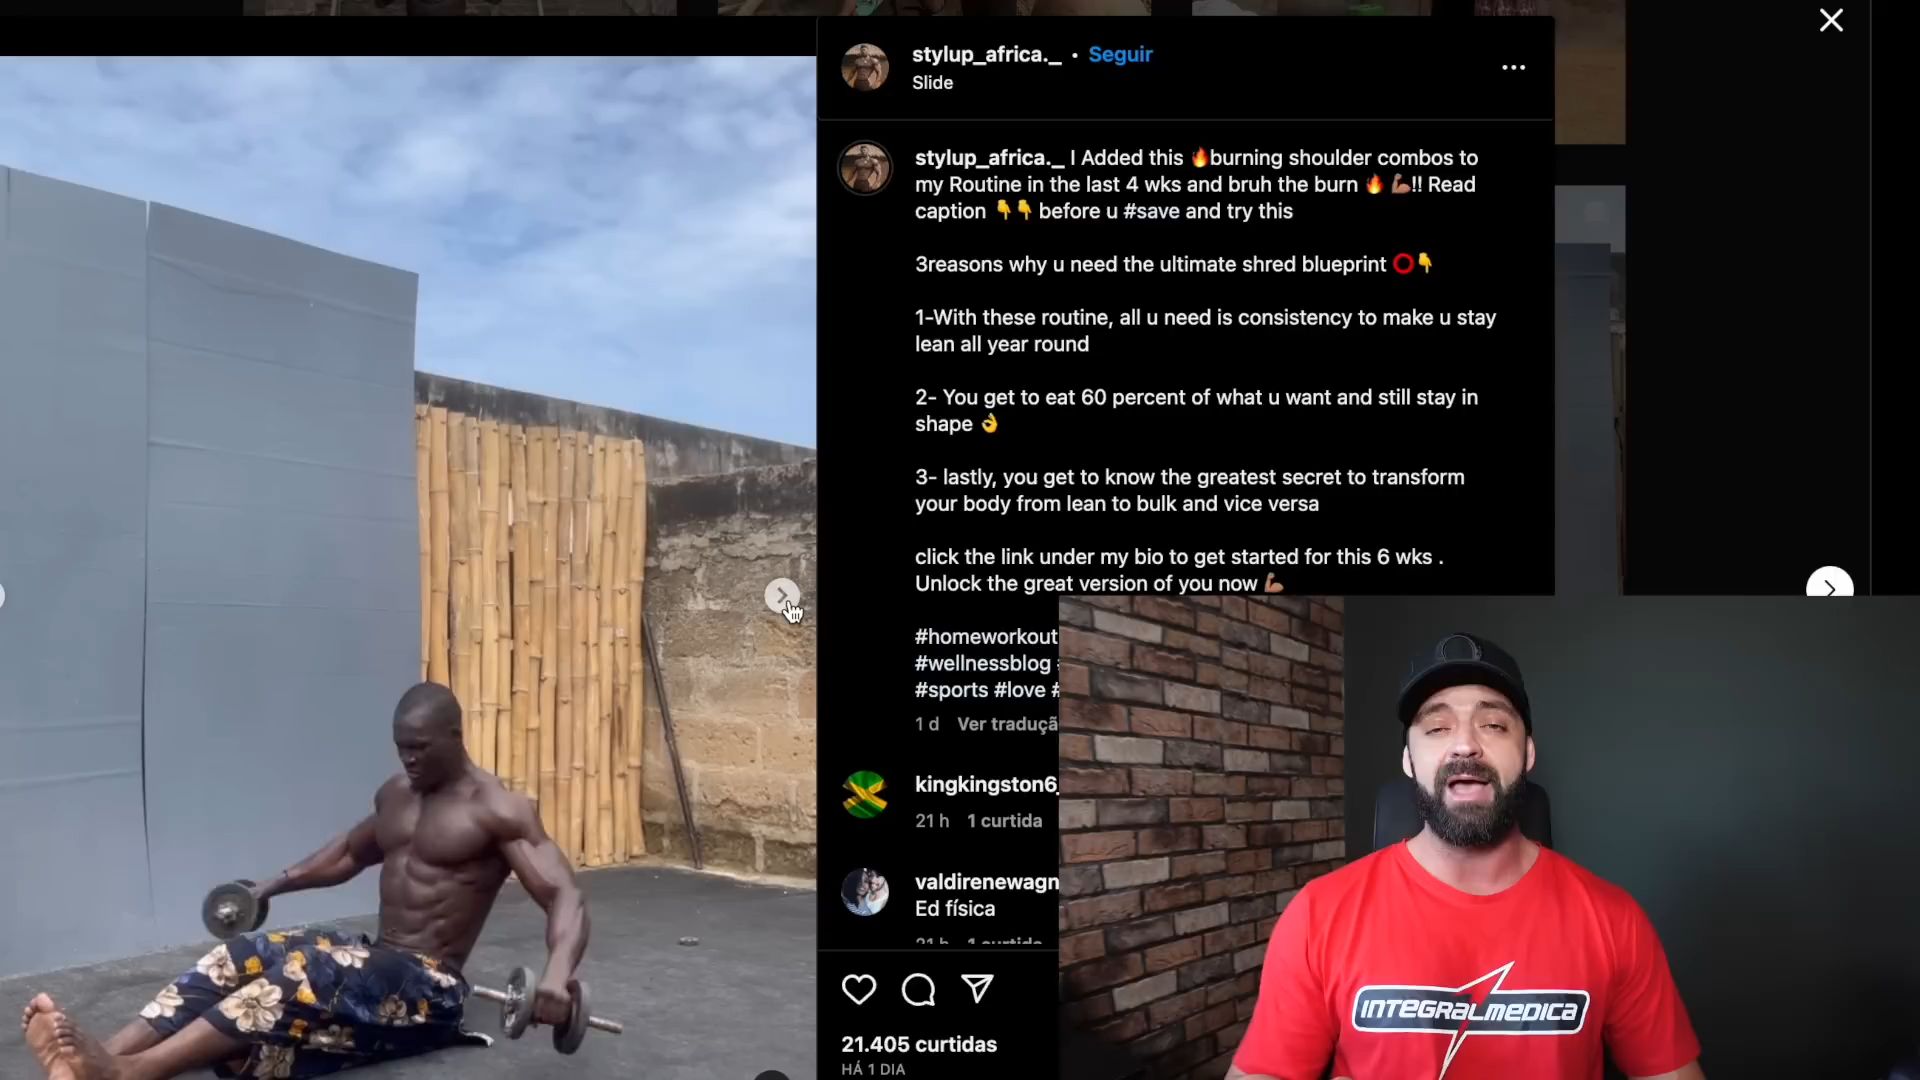 stylup_africa._ • Seguir
Slide
stylup_africa._ I Added this 🔥burning shoulder combos to
my Routine in the last 4 wks and bruh the burn 🔥 💪🏾!! Read
caption 👇👇 before u #save and try this
3reasons why u need the ultimate shred blueprint ⭕👇
1-With these routine, all u need is consistency to make u stay
lean all year round
2- You get to eat 60 percent of what u want and still stay in
shape 👌
3- lastly, you get to know the greatest secret to transform
your body from lean to bulk and vice versa
click the link under my bio to get started for this 6 wks .
Unlock the great version of you now 💪🏾
#homeworkout
#wellnessblog
#sports #love #
1 d Ver traduçã
kingkingston6_
21 h 1 curtida
valdirenewagn
Ed física
21 h 1 curtida
21.405 curtidas
HÁ 1 DIA
INTEGRALMEDICA